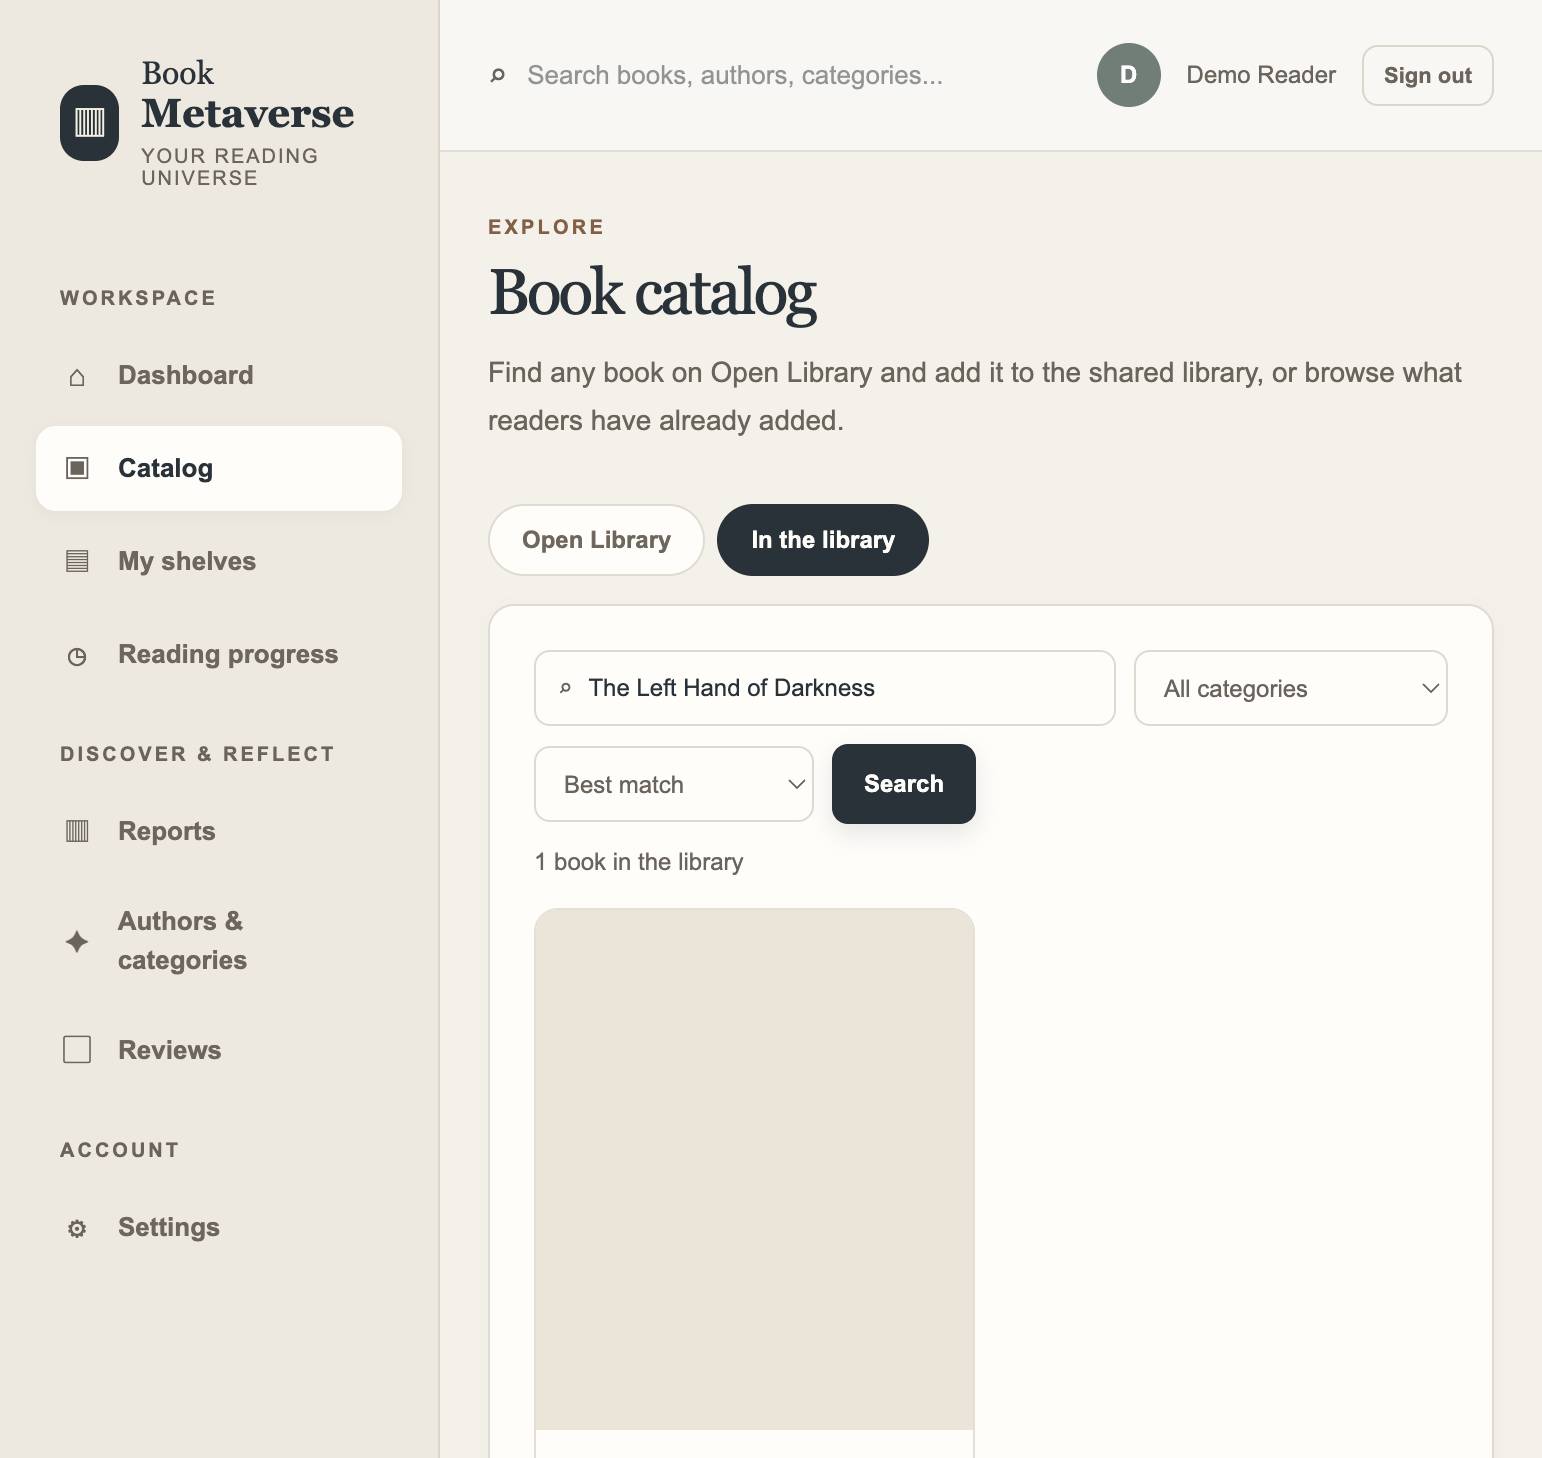 Book
Metaverse
YOUR READING
UNIVERSE
WORKSPACE
Dashboard
Catalog
My shelves
Reading progress
DISCOVER & REFLECT
Reports
Authors &
categories
Reviews
ACCOUNT
Settings
Search books, authors, categories...
D
Demo Reader
Sign out
EXPLORE
Book catalog
Find any book on Open Library and add it to the shared library, or browse what
readers have already added.
Open Library
In the library
The Left Hand of Darkness
All categories
Best match
Search
1 book in the library